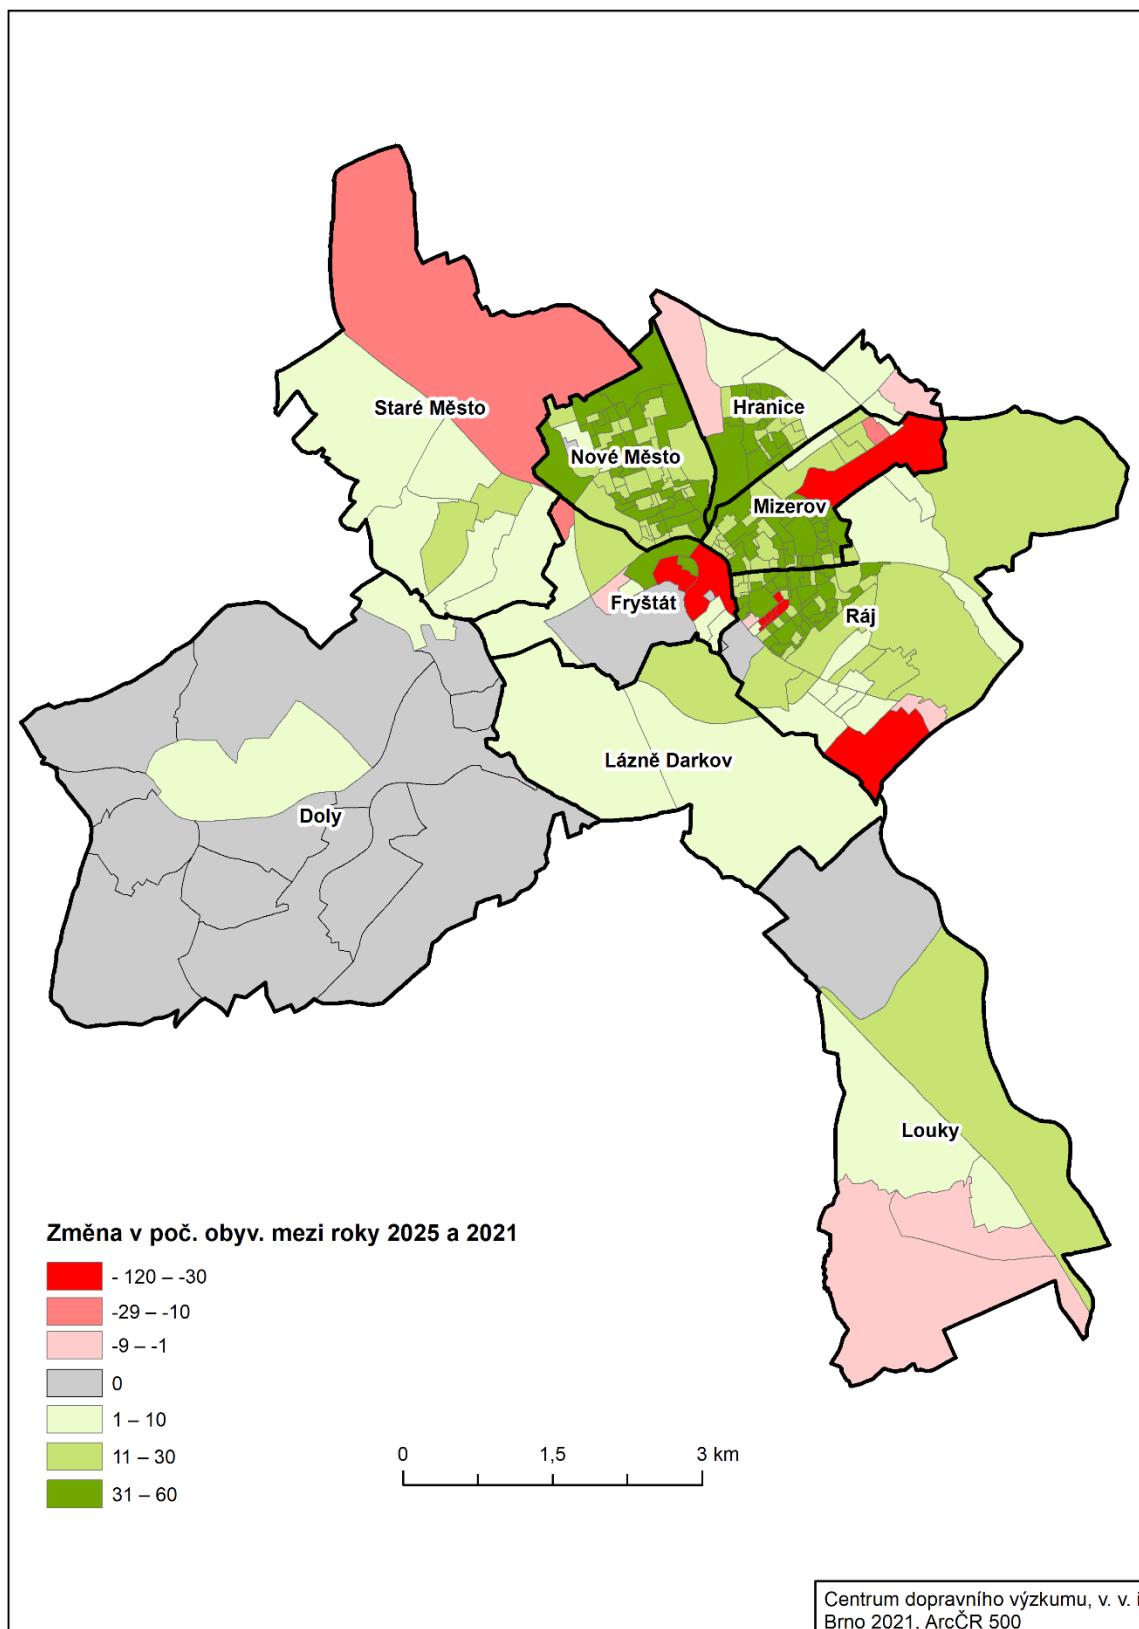 Staré Město
Hranice
Nové Město
Mizerov
Fryštát
Ráj
Lázně Darkov
Doly
Louky
Změna v poč. obyv. mezi roky 2025 a 2021
- 120 – -30
-29 – -10
-9 – -1
0
1 – 10
11 – 30
31 – 60
0 1,5 3 km
Centrum dopravního výzkumu, v. v. i
Brno 2021, ArcČR 500